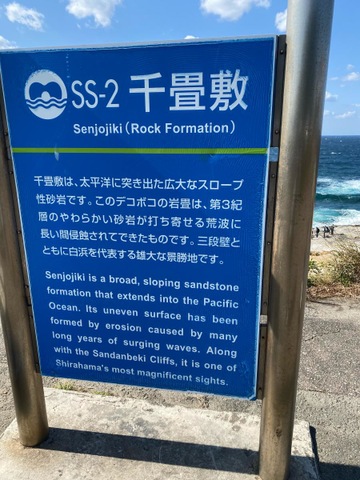 SS-2 千畳敷
Senjojiki (Rock Formation)
千畳敷は、太平洋に突き出た広大なスロープ
性砂岩です。このデコボコの岩畳は、第3紀
層のやわらかい砂岩が打ち寄せる荒波に
長い間侵蝕されてできたものです。三段壁と
ともに白浜を代表する雄大な景勝地です。
Senjojiki is a broad, sloping sandstone
formation that extends into the Pacific
Ocean. Its uneven surface has been
formed by erosion caused by many
long years of surging waves. Along
with the Sandanbeki Cliffs, it is one of
Shirahama's most magnificent sights.